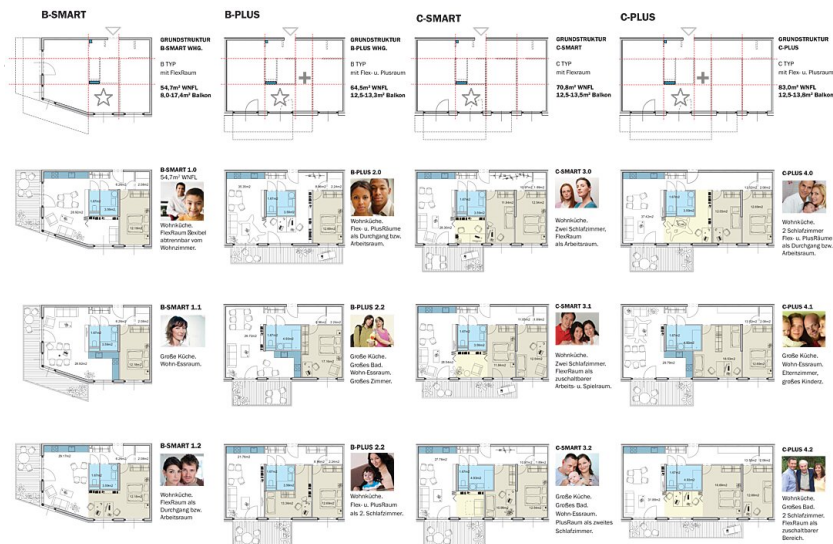 B-SMART
GRUNDSTRUKTUR
B-SMART WHG.
B TYP
mit FlexRaum
54,7m² WNFL
8,0-17,4m² Balkon
B-PLUS
GRUNDSTRUKTUR
B-PLUS WHG.
B TYP
mit Flex- u. Plusraum
64,5m² WNFL
12,5-13,3m² Balkon
C-SMART
GRUNDSTRUKTUR
C-SMART
C TYP
mit Flexraum
70,8m² WNFL
12,5-13,5m² Balkon
C-PLUS
GRUNDSTRUKTUR
C-PLUS
C TYP
mit Flex- u. Plusraum
83,0m² WNFL
12,5-13,8m² Balkon
B-SMART 1.0
54,7m² WNFL
Wohnküche.
abtrennbar vom
Wohnzimmer.
B-PLUS 2.0
Wohnküche.
Flex- u. PlusRäume
als Durchgang bzw.
Arbeitsraum.
C-SMART 3.0
Wohnküche.
Zwei Schlafzimmer,
FlexRaum
als Arbeitsraum.
C-PLUS 4.0
Wohnküche.
2 Schlafzimmer
Flex- u. PlusRäume
als Durchgang bzw.
Arbeitsraum.
B-SMART 1.1
Große Küche.
Wohn-Essraum.
B-PLUS 2.2
Große Küche.
Großes Bad.
Wohn-Essraum.
Großes Zimmer.
C-SMART 3.1
Wohnküche.
Zwei Schlafzimmer,
FlexRaum als
zuschaltbarer
Arbeits- u. Spielraum.
C-PLUS 4.1
Große Küche.
Wohn-Essraum.
Elternzimmer,
großes Kinderz.
B-SMART 1.2
Wohnküche.
FlexRaum als
Durchgang bzw.
Arbeitsraum
B-PLUS 2.2
Wohnküche.
Flex- u. PlusRaum
als 2. Schlafzimmer.
C-SMART 3.2
Große Küche.
Großes Bad.
Wohn-Essraum.
PlusRaum als zweites
Schlafzimmer.
C-PLUS 4.2
Wohnküche.
Großes Bad.
2 Schlafzimmer.
FlexRaum als
zuschaltbarer
Bereich.